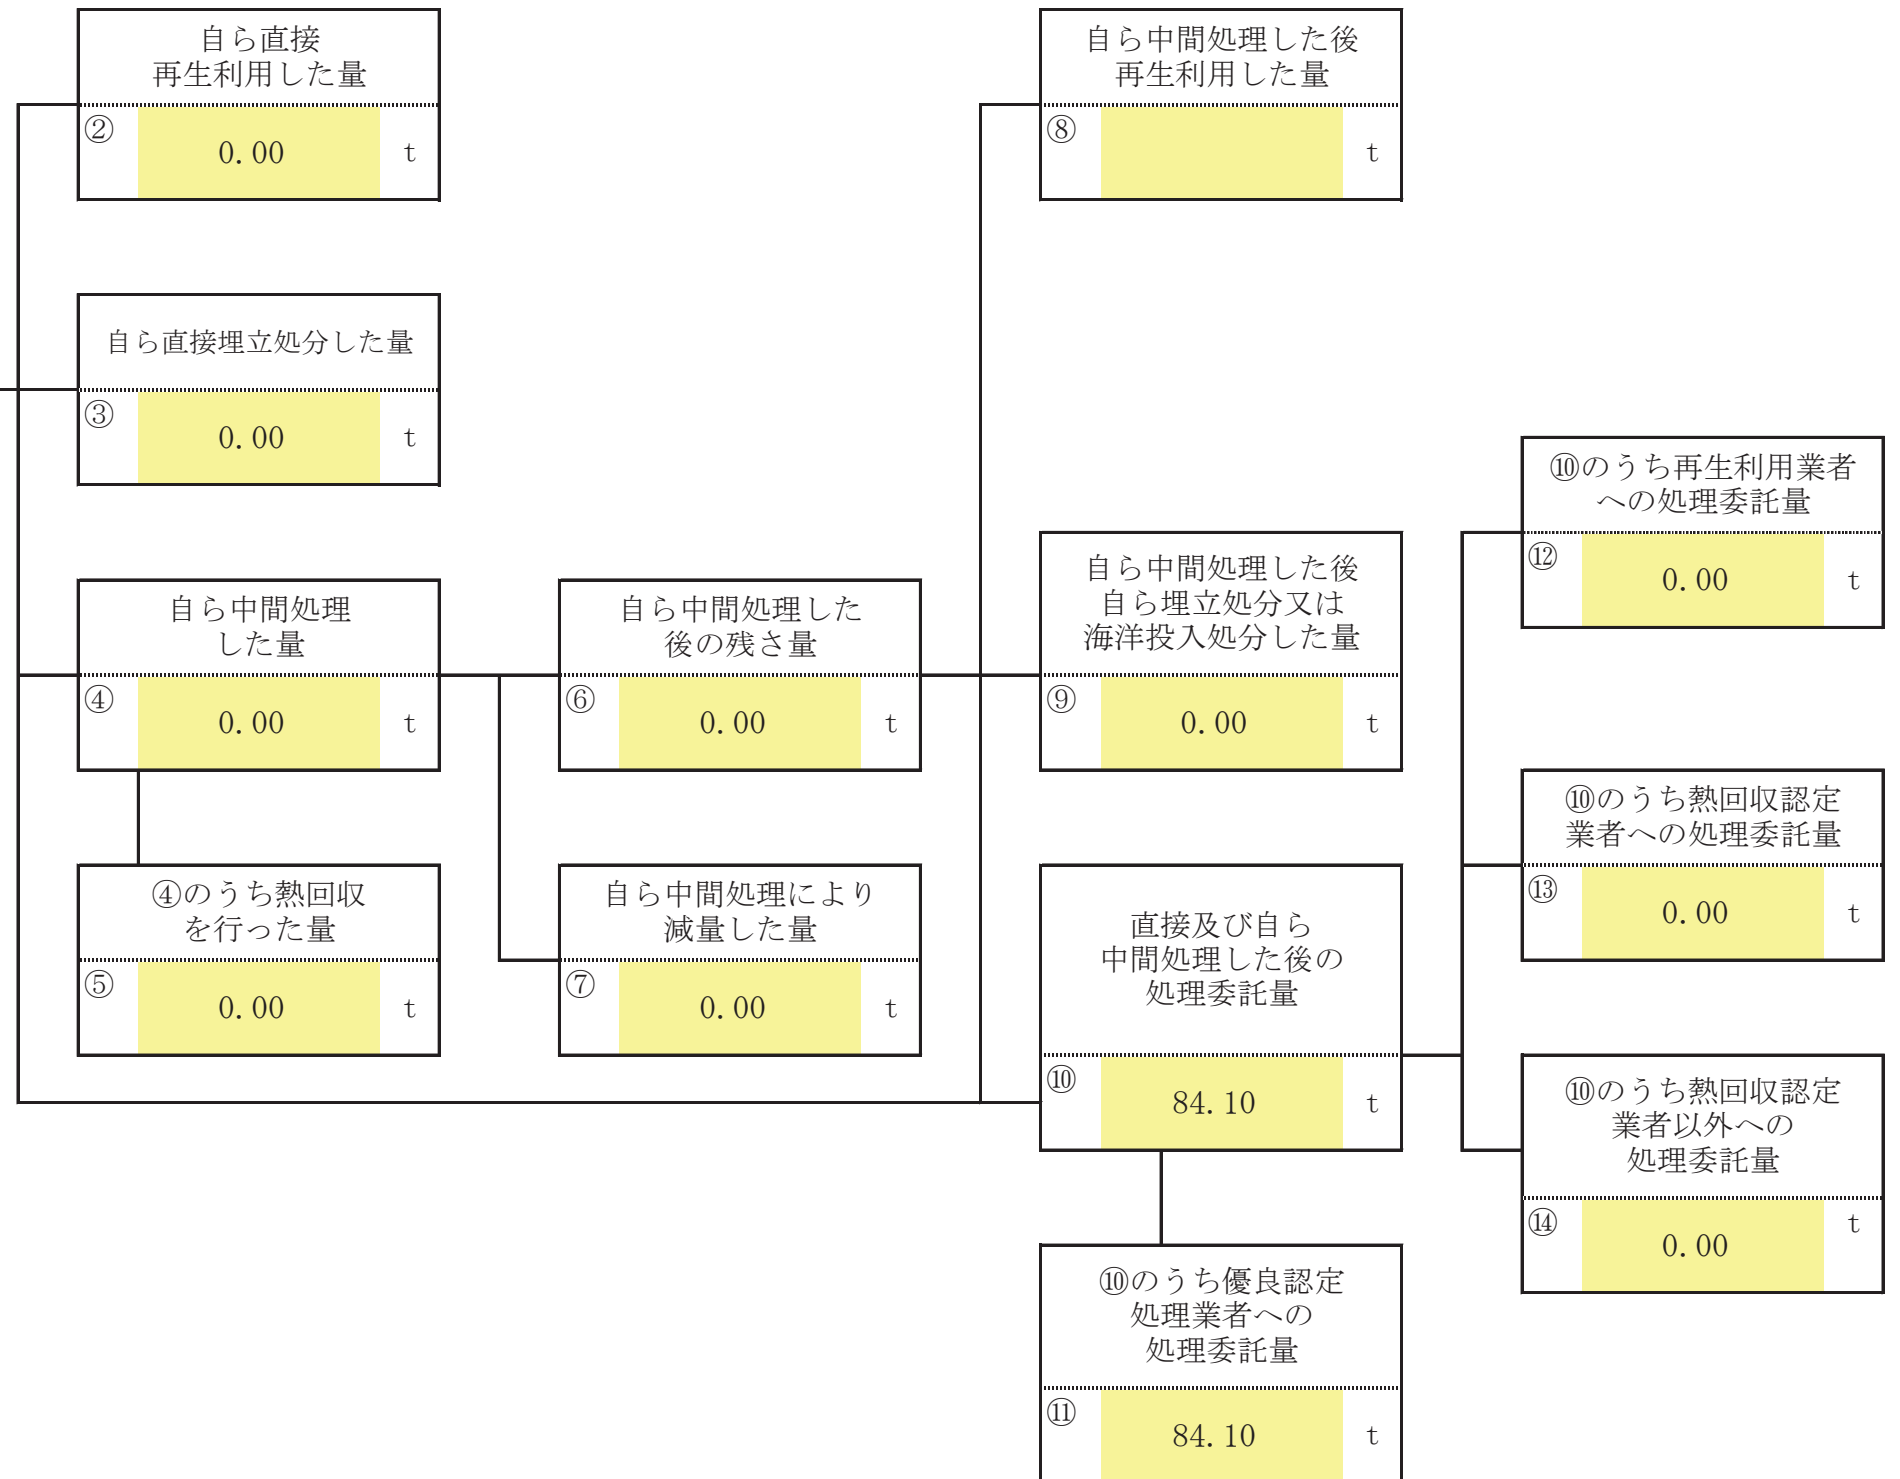 自ら直接
再生利用した量
②
0.00
t
自ら直接埋立処分した量
③
0.00
t
自ら中間処理
した量
④
0.00
t
④のうち熱回収
を行った量
⑤
0.00
t
自ら中間処理した
後の残さ量
⑥
0.00
t
自ら中間処理により
減量した量
⑦
0.00
t
自ら中間処理した後
再生利用した量
⑧
t
自ら中間処理した後
自ら埋立処分又は
海洋投入処分した量
⑨
0.00
t
直接及び自ら
中間処理した後の
処理委託量
⑩
84.10
t
⑩のうち優良認定
処理業者への
処理委託量
⑪
84.10
t
⑩のうち再生利用業者
への処理委託量
⑫
0.00
t
⑩のうち熱回収認定
業者への処理委託量
⑬
0.00
t
⑩のうち熱回収認定
業者以外への
処理委託量
⑭
0.00
t